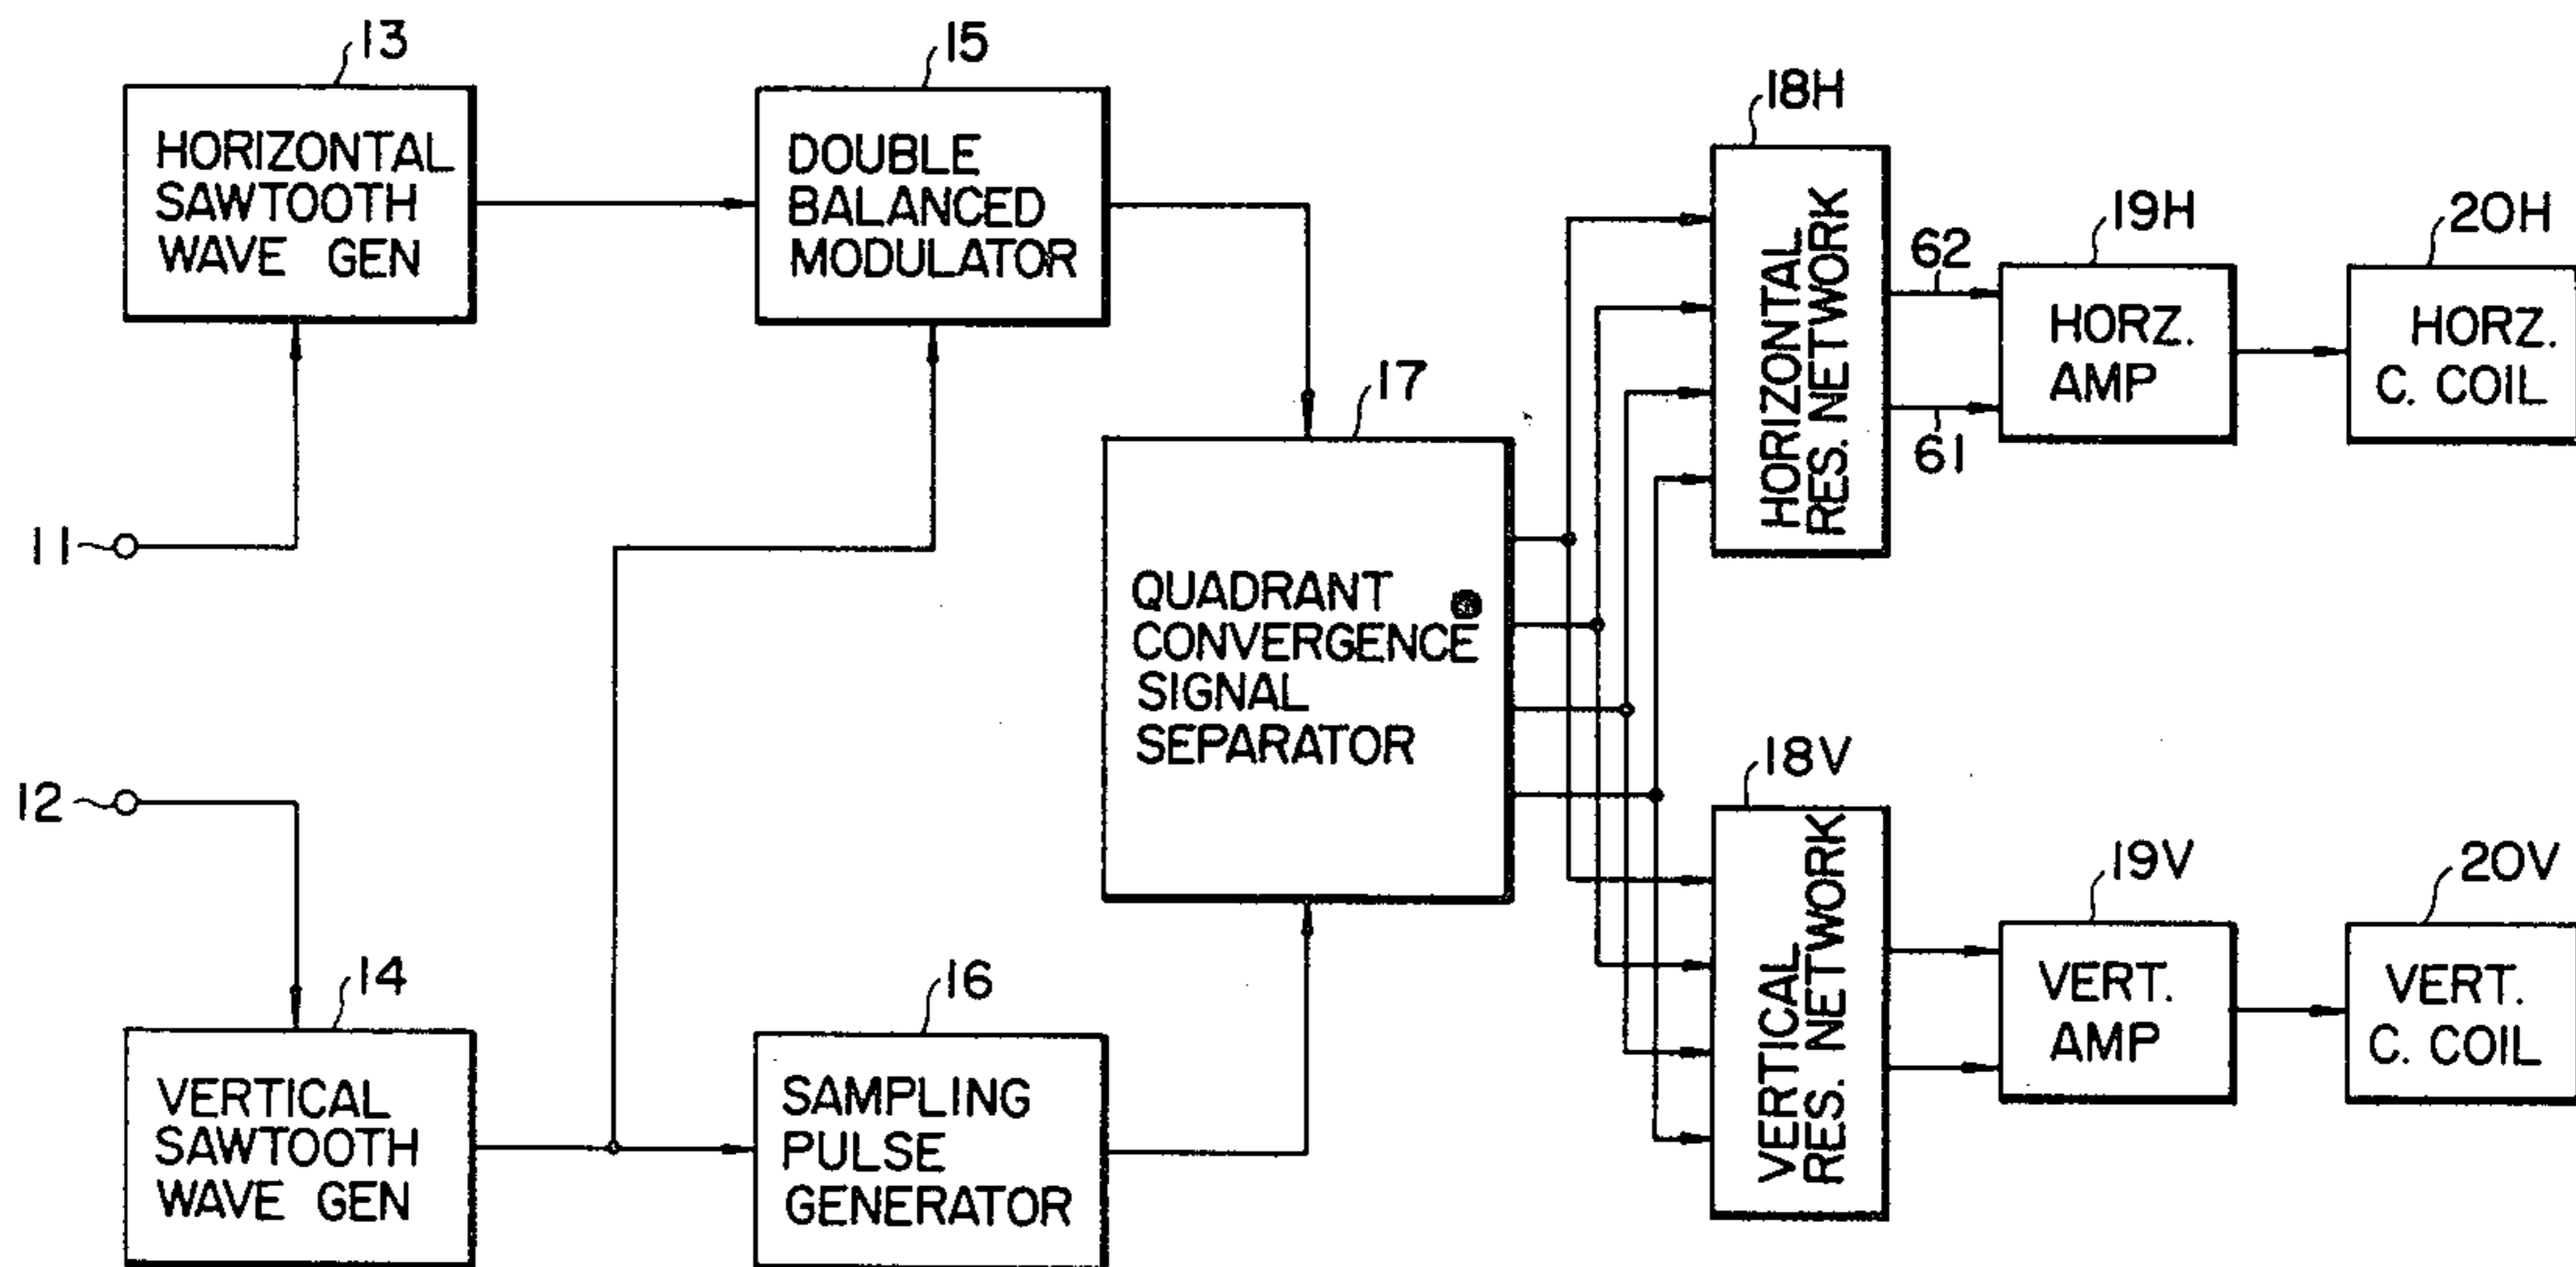 13
HORIZONTAL
SAWTOOTH
WAVE GEN
15
DOUBLE
BALANCED
MODULATOR
18H
HORIZONTAL
RES. NETWORK
62
61
19H
HORZ.
AMP
20H
HORZ.
C. COIL
11
17
QUADRANT
CONVERGENCE
SIGNAL
SEPARATOR
12
14
VERTICAL
SAWTOOTH
WAVE GEN
16
SAMPLING
PULSE
GENERATOR
18V
VERTICAL
RES. NETWORK
19V
VERT.
AMP
20V
VERT.
C. COIL